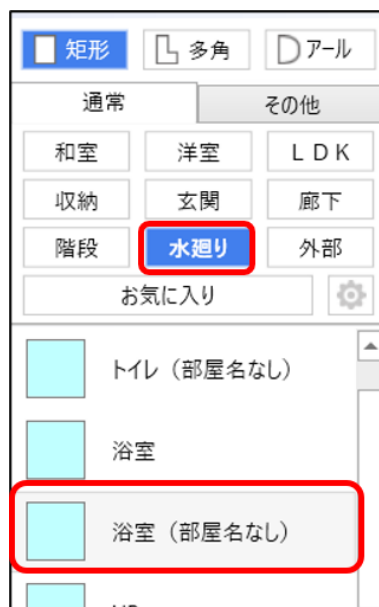 矩形 多角 アール
通常 その他
和室 洋室 ＬＤＫ
収納 玄関 廊下
階段 水廻り 外部
お気に入り
トイレ（部屋名なし）
浴室
浴室（部屋名なし）